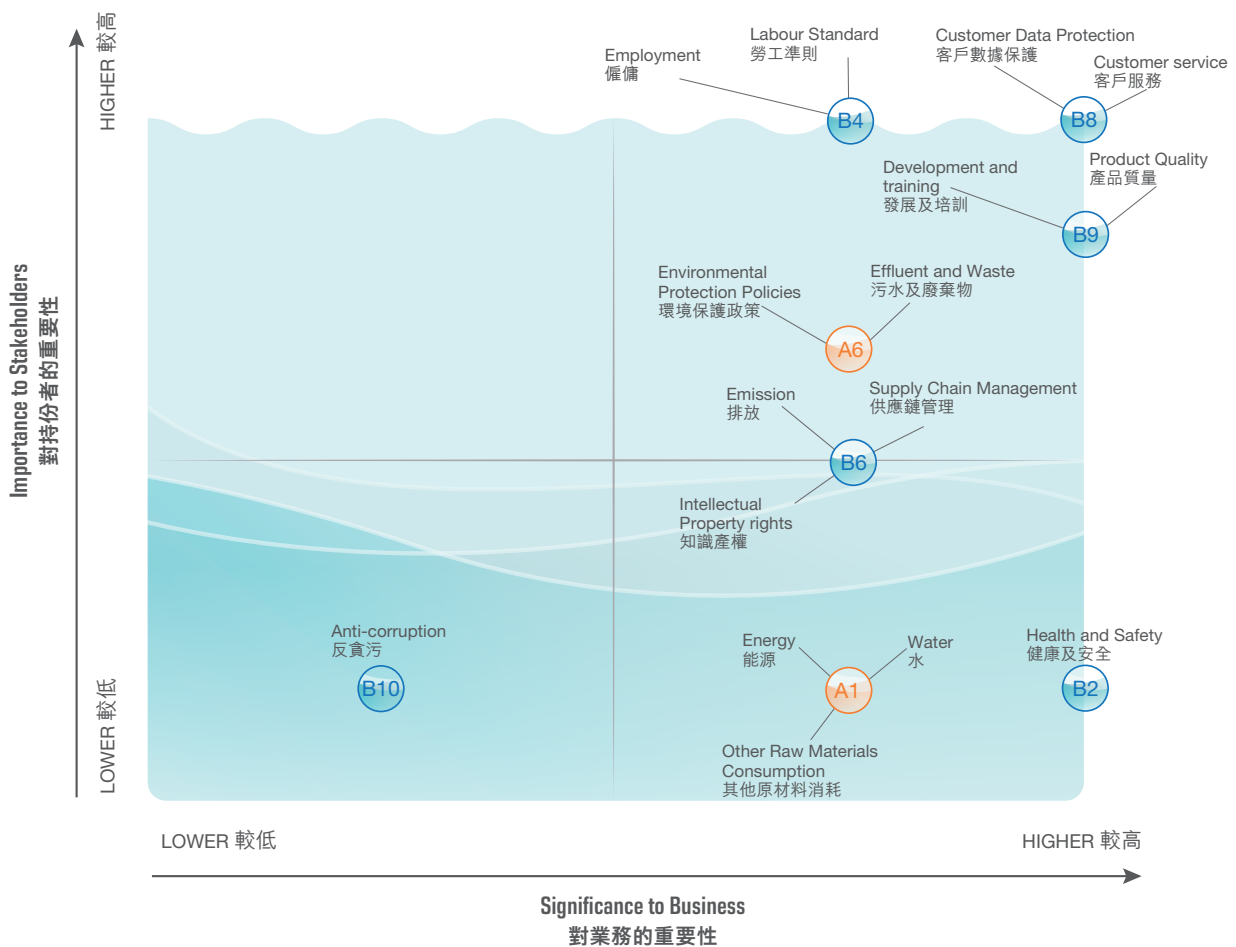 HIGHER 較高
Importance to Stakeholders
對持份者的重要性
LOWER 較低
Employment
僱傭
Labour Standard
勞工準則
B4
Customer Data Protection
客戶數據保護
Customer service
客戶服務
B8
Development and
training
發展及培訓
Product Quality
產品質量
B9
Environmental
Protection Policies
環境保護政策
Effluent and Waste
污水及廢棄物
A6
Emission
排放
Supply Chain Management
供應鏈管理
B6
Intellectual
Property rights
知識產權
Anti-corruption
反貪污
B10
Energy
能源
Water
水
A1
Other Raw Materials
Consumption
其他原材料消耗
Health and Safety
健康及安全
B2
LOWER 較低
HIGHER 較高
Significance to Business
對業務的重要性